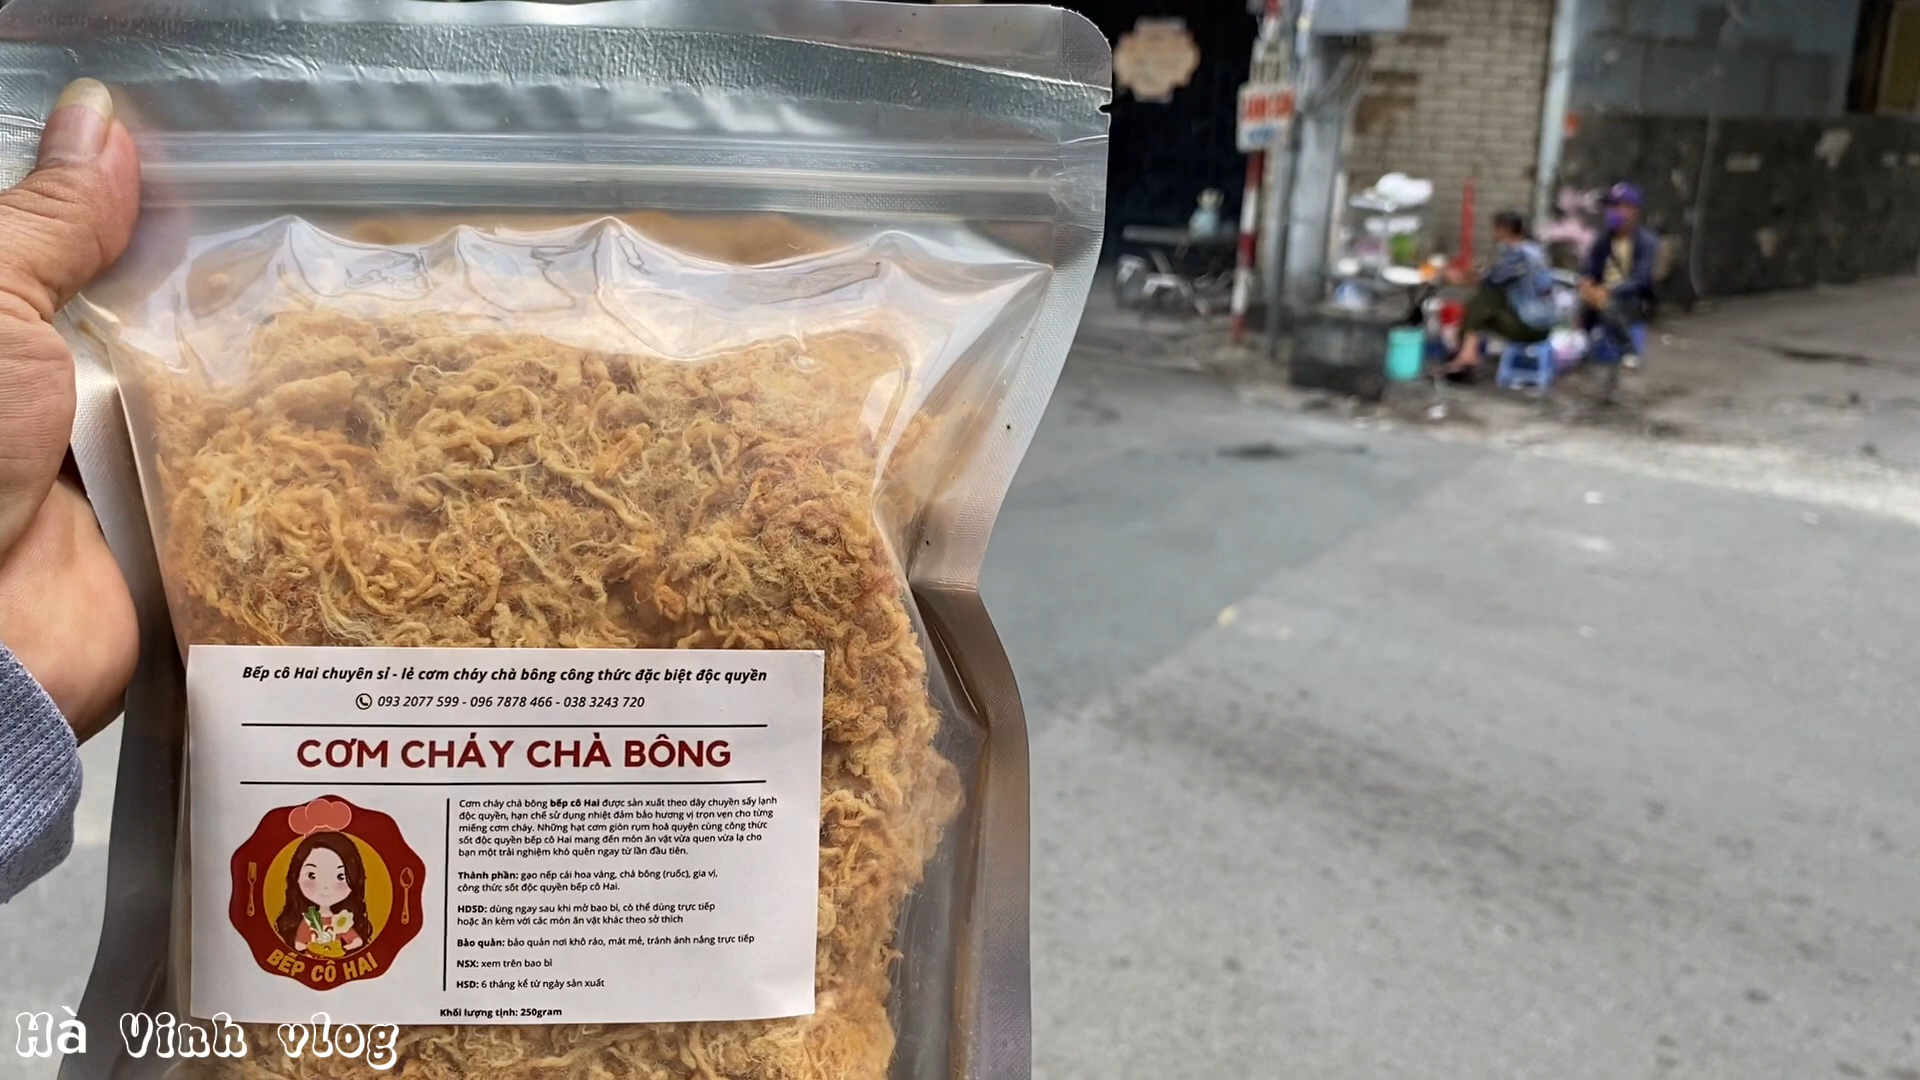 Bếp cô Hai chuyên sỉ - lẻ cơm cháy chà bông công thức đặc biệt độc quyền
093 2077 599 - 096 7878 466 - 038 3243 720
CƠM CHÁY CHÀ BÔNG
Cơm cháy chà bông bếp cô Hai được sản xuất theo dây chuyền sấy lạnh
độc quyền, hạn chế sử dụng nhiệt đảm bảo hương vị trọn vẹn cho từng
miếng cơm cháy. Những hạt cơm giòn rụm hoà quyện cùng công thức
sốt độc quyền bếp cô Hai mang đến món ăn vặt vừa quen vừa lạ cho
bạn một trải nghiệm khó quên ngay từ lần đầu tiên.
Thành phần: gạo nếp cái hoa vàng, chà bông (ruốc), gia vị,
công thức sốt độc quyền bếp cô Hai.
HDSD: dùng ngay sau khi mở bao bì, có thể dùng trực tiếp
hoặc ăn kèm với các món ăn vặt khác theo sở thích
Bảo quản: bảo quản nơi khô ráo, mát mẻ, tránh ánh nắng trực tiếp
NSX: xem trên bao bì
HSD: 6 tháng kể từ ngày sản xuất
BẾP CÔ HAI
Khối lượng tịnh: 250gram
Hà Vinh vlog